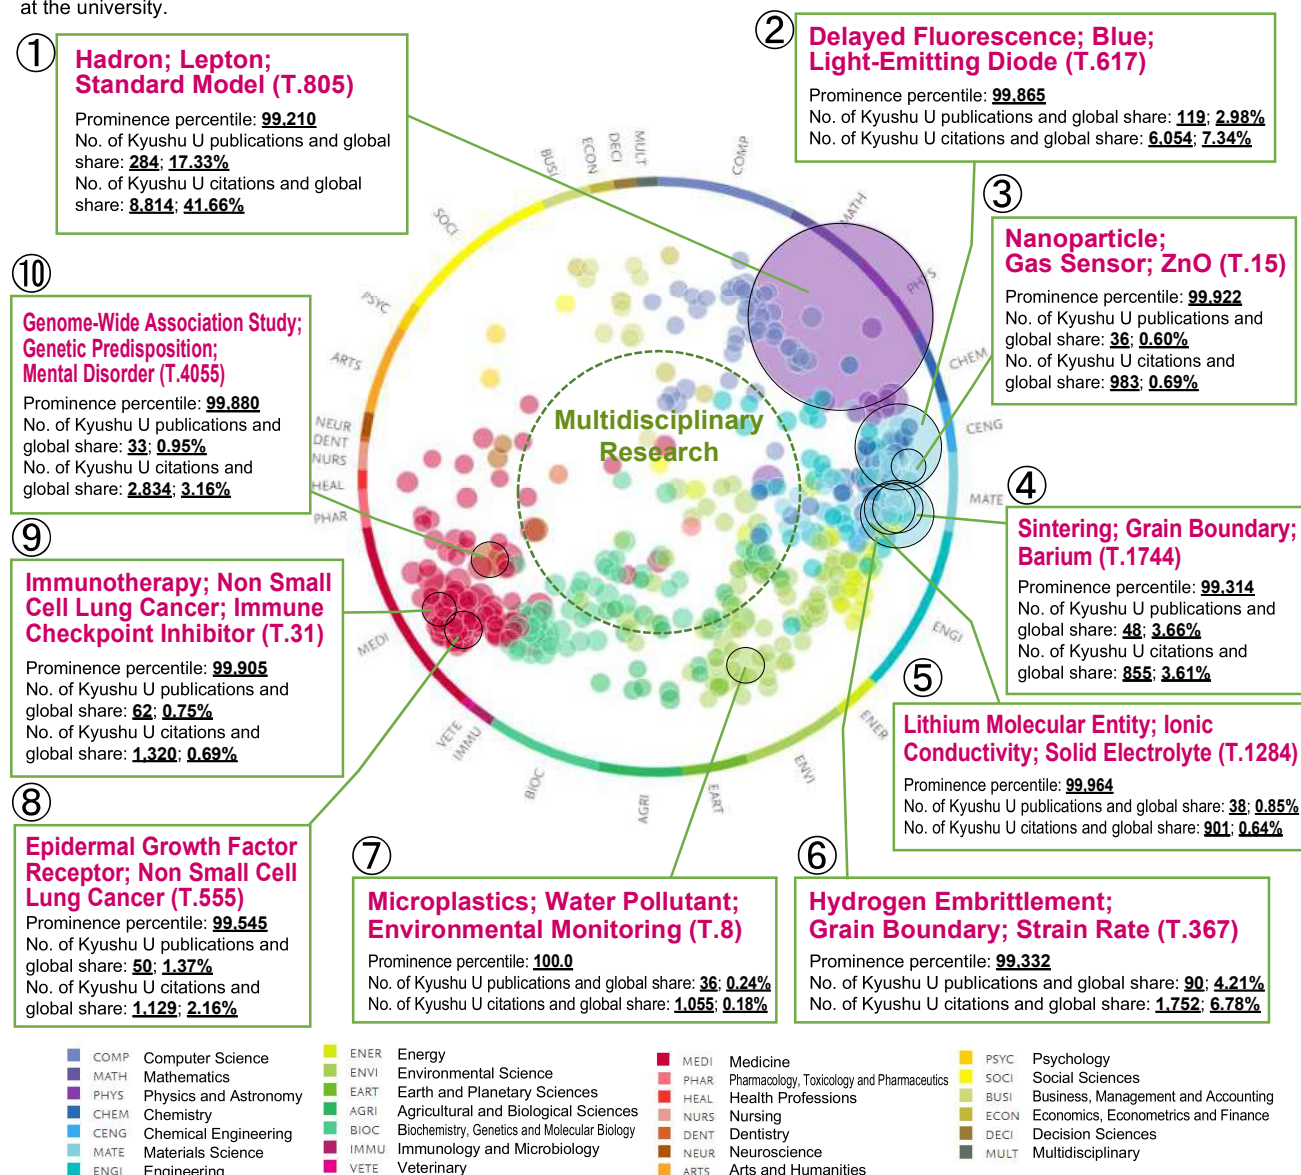 at the university.
①
Hadron; Lepton;
Standard Model (T.805)
Prominence percentile: 99,210
No. of Kyushu U publications and global
share: 284; 17.33%
No. of Kyushu U citations and global
share: 8,814; 41.66%
②
Delayed Fluorescence; Blue;
Light-Emitting Diode (T.617)
Prominence percentile: 99,865
No. of Kyushu U publications and global share: 119; 2.98%
No. of Kyushu U citations and global share: 6,054; 7.34%
③
Nanoparticle;
Gas Sensor; ZnO (T.15)
Prominence percentile: 99,922
No. of Kyushu U publications and
global share: 36; 0.60%
No. of Kyushu U citations and
global share: 983; 0.69%
④
Sintering; Grain Boundary;
Barium (T.1744)
Prominence percentile: 99,314
No. of Kyushu U publications and
global share: 48; 3.66%
No. of Kyushu U citations and
global share: 855; 3.61%
⑤
Lithium Molecular Entity; Ionic
Conductivity; Solid Electrolyte (T.1284)
Prominence percentile: 99,964
No. of Kyushu U publications and global share: 38; 0.85%
No. of Kyushu U citations and global share: 901; 0.64%
⑥
Hydrogen Embrittlement;
Grain Boundary; Strain Rate (T.367)
Prominence percentile: 99,332
No. of Kyushu U publications and global share: 90; 4.21%
No. of Kyushu U citations and global share: 1,752; 6.78%
⑦
Microplastics; Water Pollutant;
Environmental Monitoring (T.8)
Prominence percentile: 100.0
No. of Kyushu U publications and global share: 36; 0.24%
No. of Kyushu U citations and global share: 1,055; 0.18%
⑧
Epidermal Growth Factor
Receptor; Non Small Cell
Lung Cancer (T.555)
Prominence percentile: 99,545
No. of Kyushu U publications and
global share: 50; 1.37%
No. of Kyushu U citations and
global share: 1,129; 2.16%
⑨
Immunotherapy; Non Small
Cell Lung Cancer; Immune
Checkpoint Inhibitor (T.31)
Prominence percentile: 99,905
No. of Kyushu U publications and
global share: 62; 0.75%
No. of Kyushu U citations and
global share: 1,320; 0.69%
⑩
Genome-Wide Association Study;
Genetic Predisposition;
Mental Disorder (T.4055)
Prominence percentile: 99,880
No. of Kyushu U publications and
global share: 33; 0.95%
No. of Kyushu U citations and
global share: 2,834; 3.16%
Multidisciplinary
Research
COMP
MATH
PHYS
CHEM
CENG
MATE
ENGI
ENER
ENVI
EART
AGRI
BIOC
IMMU
VETE
MEDI
PHAR
HEAL
NURS
DENT
NEUR
ARTS
PSYC
SOCI
BUSI
ECON
DECI
MULT
COMP Computer Science
MATH Mathematics
PHYS Physics and Astronomy
CHEM Chemistry
CENG Chemical Engineering
MATE Materials Science
ENGI Engineering
ENER Energy
ENVI Environmental Science
EART Earth and Planetary Sciences
AGRI Agricultural and Biological Sciences
BIOC Biochemistry, Genetics and Molecular Biology
IMMU Immunology and Microbiology
VETE Veterinary
MEDI Medicine
PHAR Pharmacology, Toxicology and Pharmaceutics
HEAL Health Professions
NURS Nursing
DENT Dentistry
NEUR Neuroscience
ARTS Arts and Humanities
PSYC Psychology
SOCI Social Sciences
BUSI Business, Management and Accounting
ECON Economics, Econometrics and Finance
DECI Decision Sciences
MULT Multidisciplinary